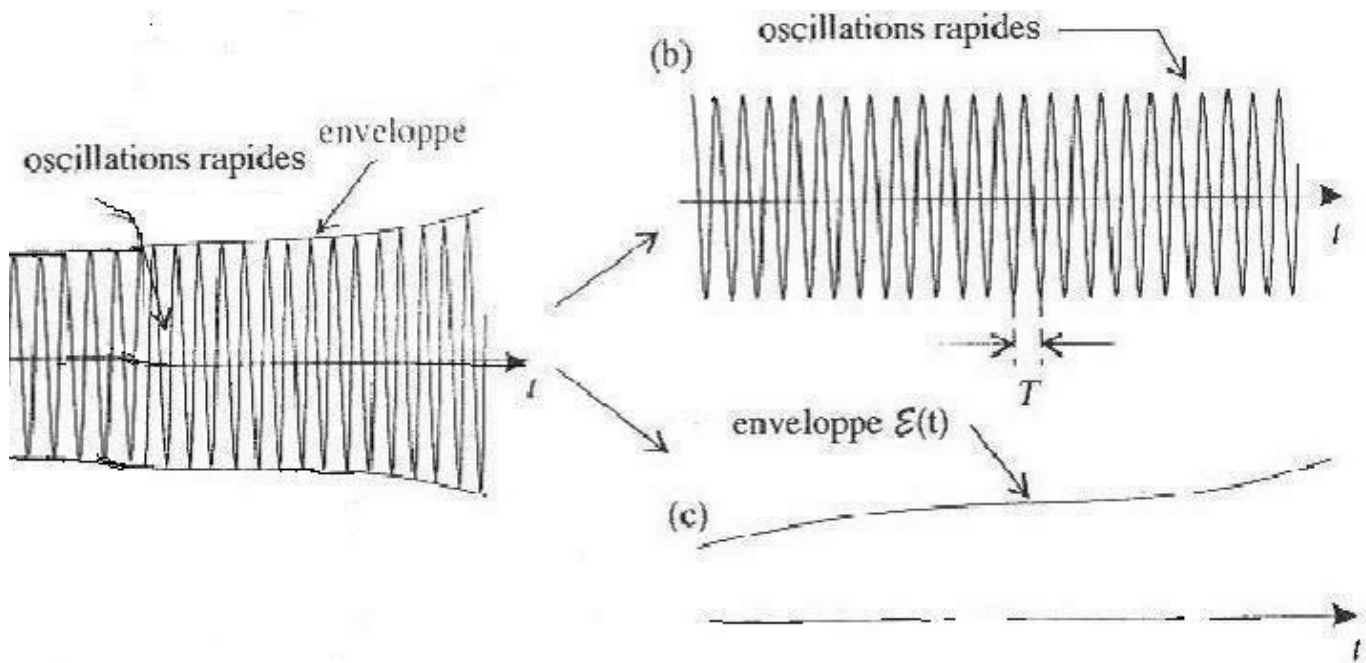 oscillations rapides
(b)
enveloppe
oscillations rapides
t
t
T
enveloppe ℰ(t)
(c)
t